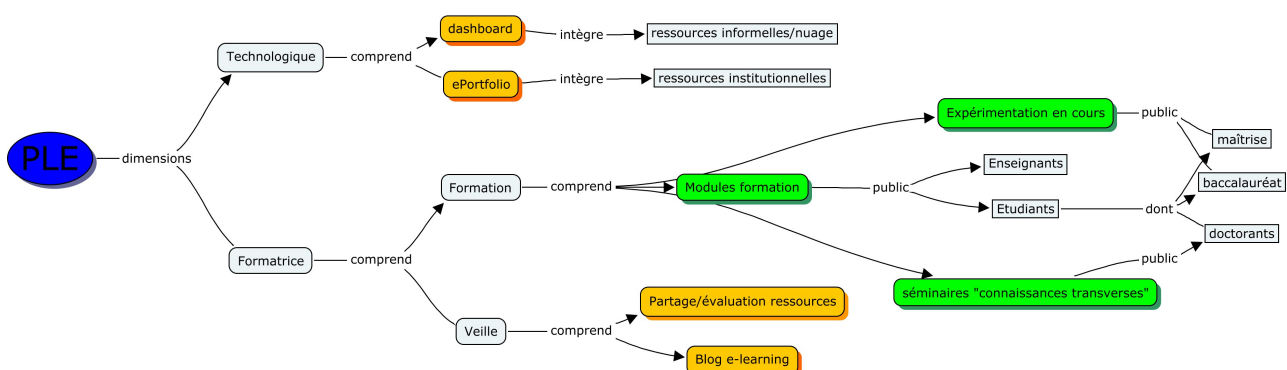 PLE
dimensions
Technologique
comprend
dashboard
intègre
ressources informelles/nuage
ePortfolio
intègre
ressources institutionnelles
Formatrice
comprend
Formation
comprend
Expérimentation en cours
public
maîtrise
baccalauréat
Modules formation
public
Enseignants
Etudiants
dont
doctorants
séminaires "connaissances transverses"
public
Veille
comprend
Partage/évaluation ressources
Blog e-learning